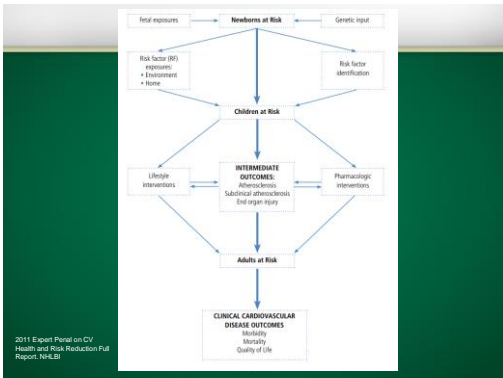 Fetal exposures
Newborns at Risk
Genetic input
Risk factor (RF)
exposures:
• Environment
• Home
Risk factor
identification
Children at Risk
Lifestyle
interventions
INTERMEDIATE
OUTCOMES:
Atherosclerosis
Subclinical atherosclerosis
End organ injury
Pharmacologic
interventions
Adults at Risk
CLINICAL CARDIOVASCULAR
DISEASE OUTCOMES
Morbidity
Mortality
Quality of Life
2011 Expert Penal on CV
Health and Risk Reduction Full
Report. NHLBI